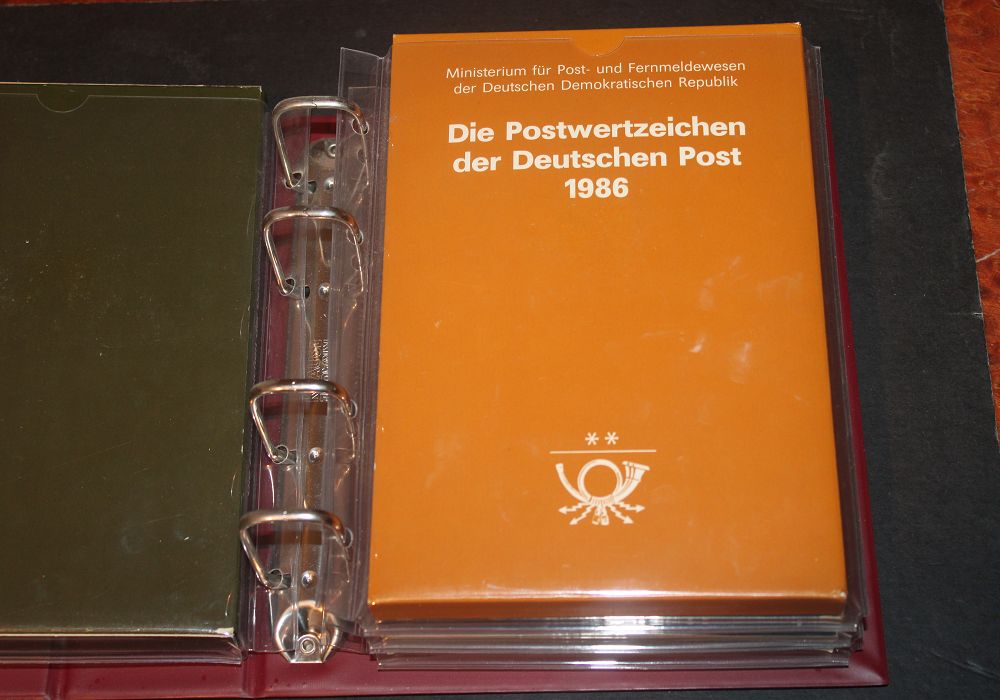 Ministerium für Post- und Fernmeldewesen
der Deutschen Demokratischen Republik
Die Postwertzeichen
der Deutschen Post
1986
**